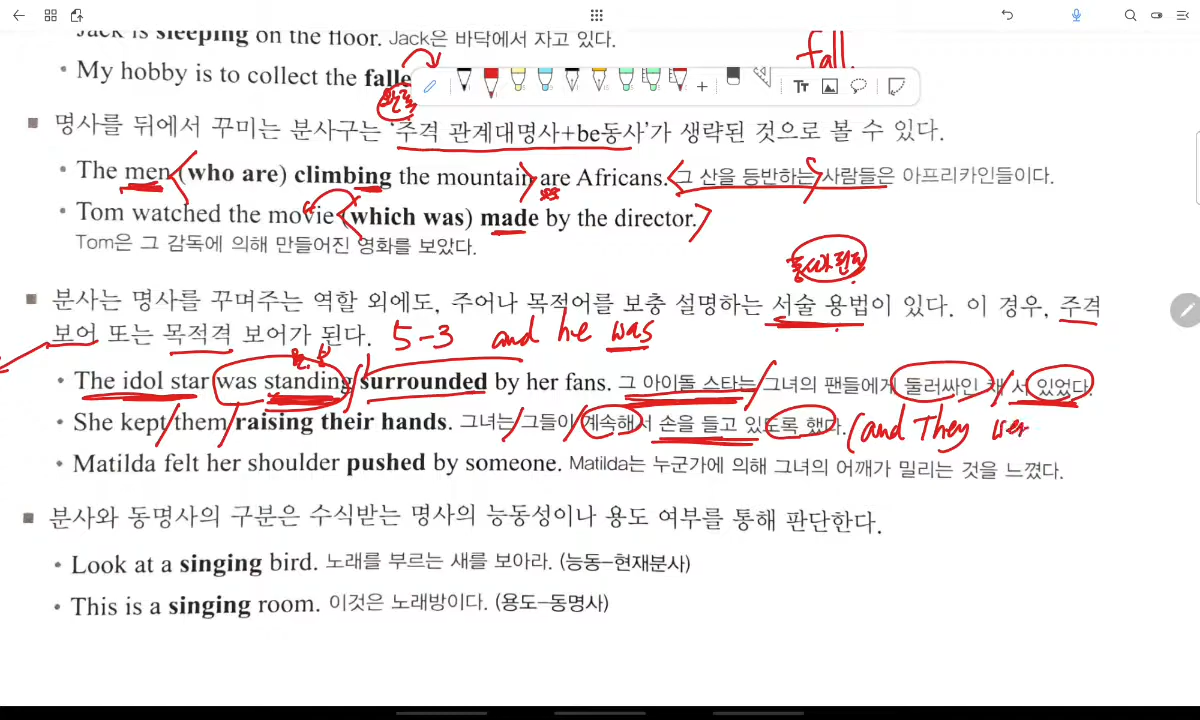 Jack is sleeping on the floor. Jack은 바닥에서 자고 있다.
fall.
• My hobby is to collect the falle
완료
Tт
■ 명사를 뒤에서 꾸미는 분사구는 '주격 관계대명사+be동사'가 생략된 것으로 볼 수 있다.
• The men (who are) climbing the mountain are Africans. 그 산을 등반하는 사람들은 아프리카인들이다.
• Tom watched the movie (which was) made by the director.
Tom은 그 감독에 의해 만들어진 영화를 보았다.
■ 분사는 명사를 꾸며주는 역할 외에도, 주어나 목적어를 보충 설명하는 서술 용법이 있다. 이 경우, 주격
보어 또는 목적격 보어가 된다. 5-3 and he was
• The idol star was standing surrounded by her fans. 그 아이돌 스타는 그녀의 팬들에게 둘러싸인 채 서 있었다.
• She kept them raising their hands. 그녀는 그들이 계속해서 손을 들고 있도록 했다. (and They wer
• Matilda felt her shoulder pushed by someone. Matilda는 누군가에 의해 그녀의 어깨가 밀리는 것을 느꼈다.
■ 분사와 동명사의 구분은 수식받는 명사의 능동성이나 용도 여부를 통해 판단한다.
• Look at a singing bird. 노래를 부르는 새를 보아라. (능동-현재분사)
• This is a singing room. 이것은 노래방이다. (용도-동명사)